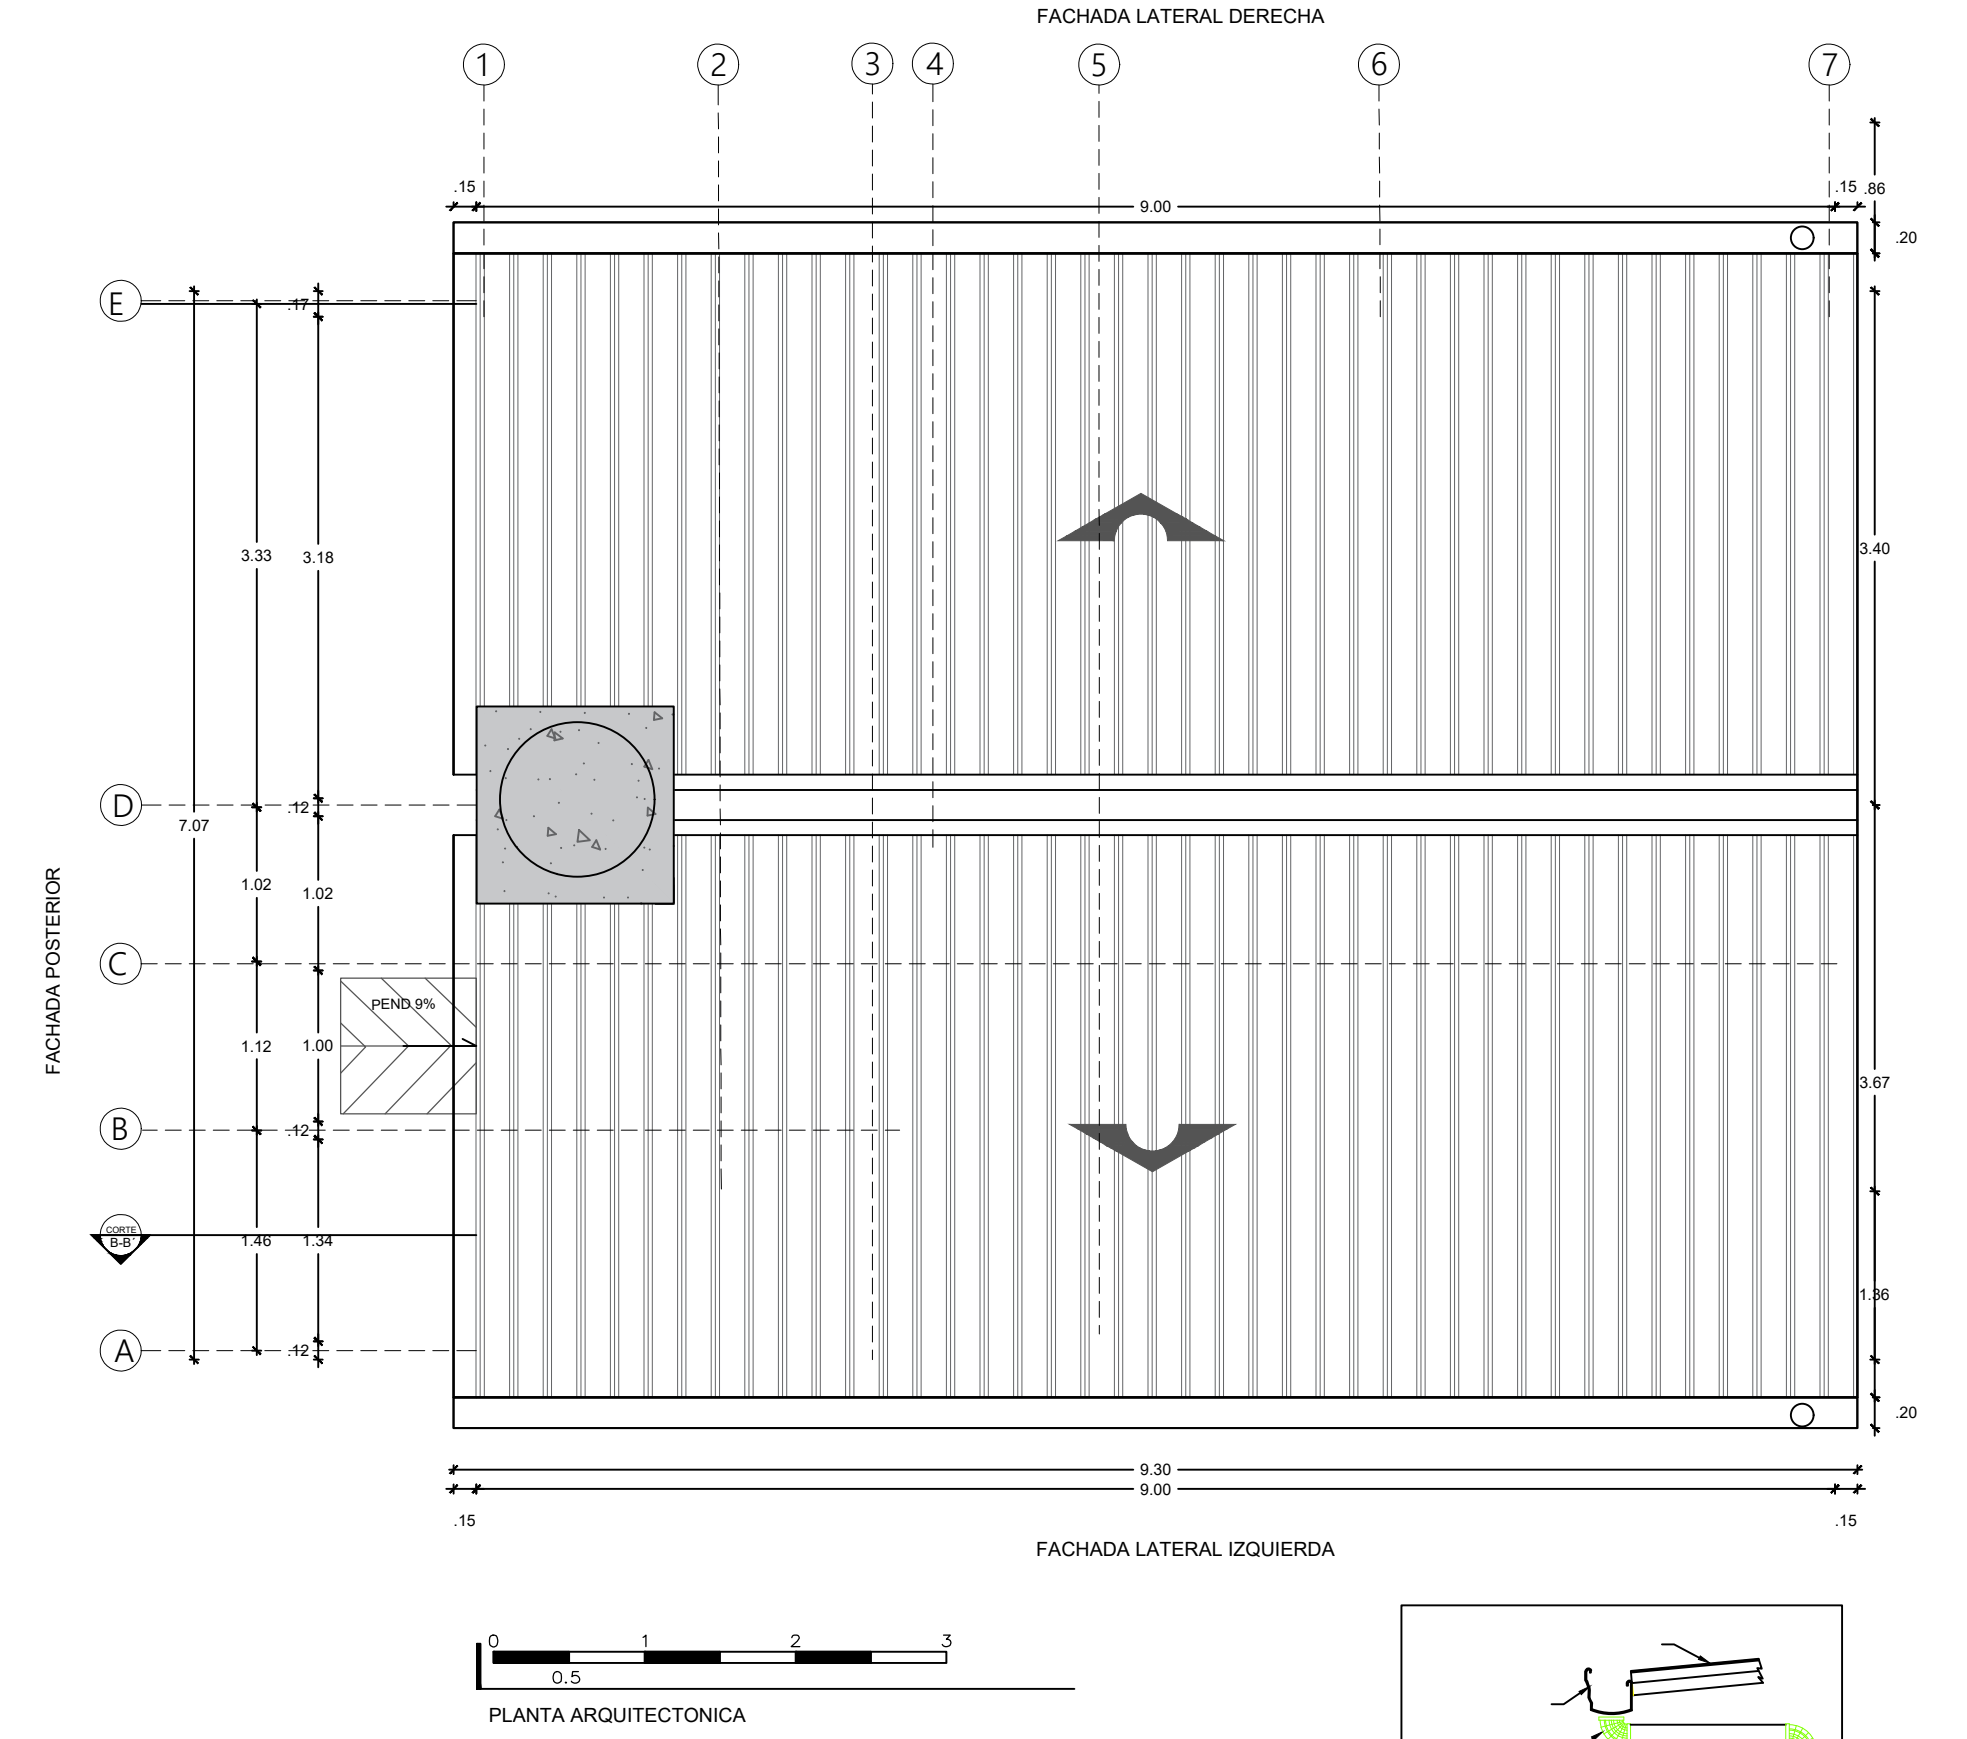 FACHADA LATERAL DERECHA
1 2 3 4 5 6 7
.15 .15 .86
9.00
.20
E
.17
3.33 3.18 3.40
D
.12
7.07
1.02 1.02
FACHADA POSTERIOR
C
PEND 9%
1.12 1.00
3.67
B
.12
CORTE
B-B'
1.46 1.34
1.36
A
.12
.20
9.30
9.00
.15 .15
FACHADA LATERAL IZQUIERDA
0 1 2 3
0.5
PLANTA ARQUITECTONICA